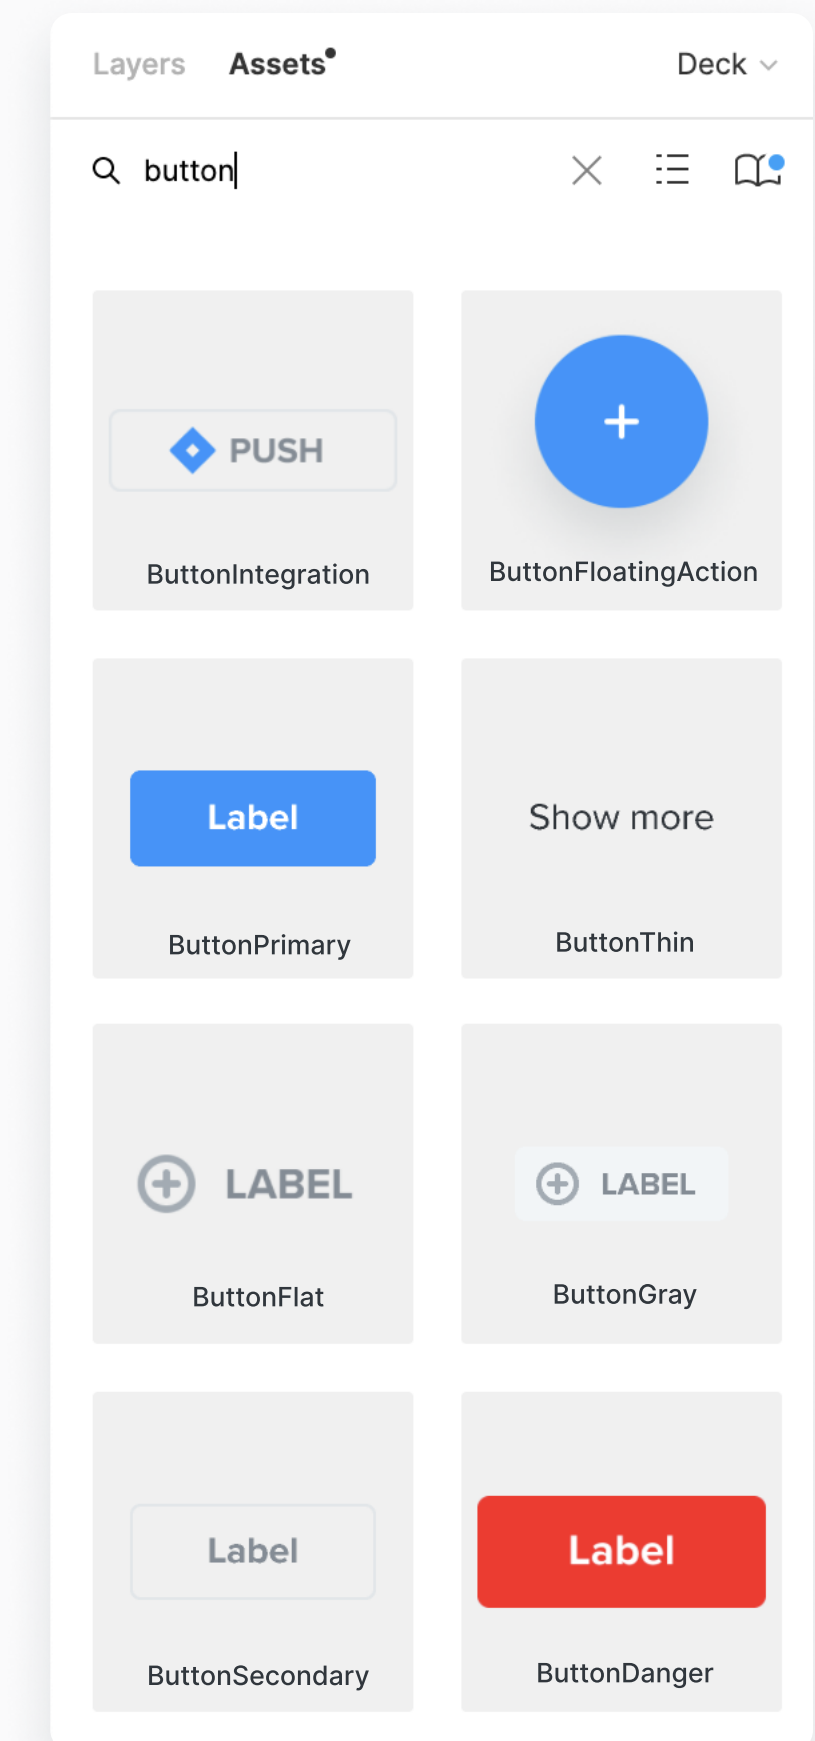 Layers Assets Deck
button
PUSH
ButtonIntegration
ButtonFloatingAction
Label
ButtonPrimary
Show more
ButtonThin
LABEL
ButtonFlat
LABEL
ButtonGray
Label
ButtonSecondary
Label
ButtonDanger